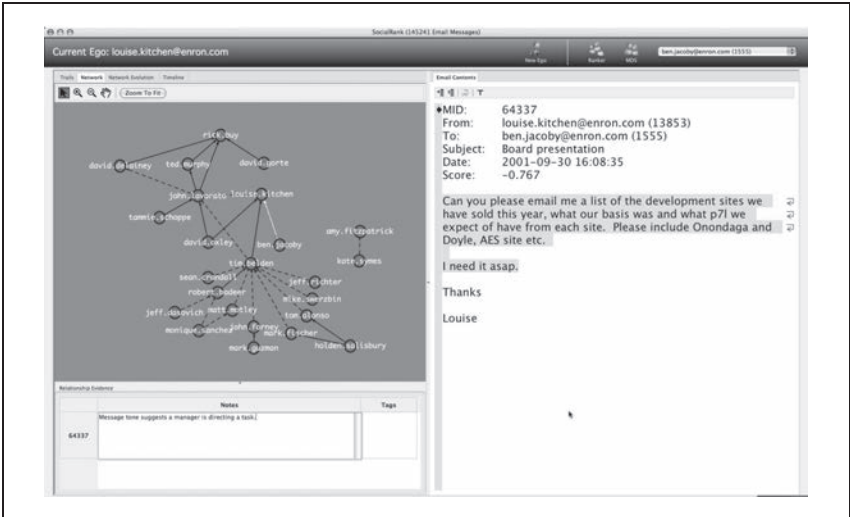 SocialRank (14524) Email Messages)
Current Ego: louise.kitchen@enron.com
New Ego
Ranker
MDS
ben.jacoby@enron.com (1555)
Traits Network Network Evolution Timeline
Zoom To Fit
rick.buy
david.delainey
ted.murphy
david.porte
john.lavorato
louise.kitchen
tammie.schoppe
amy.fitzpatrick
david.oxley
ben.jacoby
kate.symes
tim.belden
sean.crandall
jeff.richter
robert.badeer
mike.swerzbin
jeff.dasovich
matt.motley
tom.alonso
monique.sanchez
john.forney
mark.fischer
mark.guzman
holden.salisbury
Relationship Evidence
Notes
Tags
64337
Message tone suggests a manager is directing a task.
Email Contents
MID: 64337
From: louise.kitchen@enron.com (13853)
To: ben.jacoby@enron.com (1555)
Subject: Board presentation
Date: 2001-09-30 16:08:35
Score: -0.767
Can you please email me a list of the development sites we
have sold this year, what our basis was and what p7l we
expect of have from each site. Please include Onondaga and
Doyle, AES site etc.
I need it asap.
Thanks
Louise